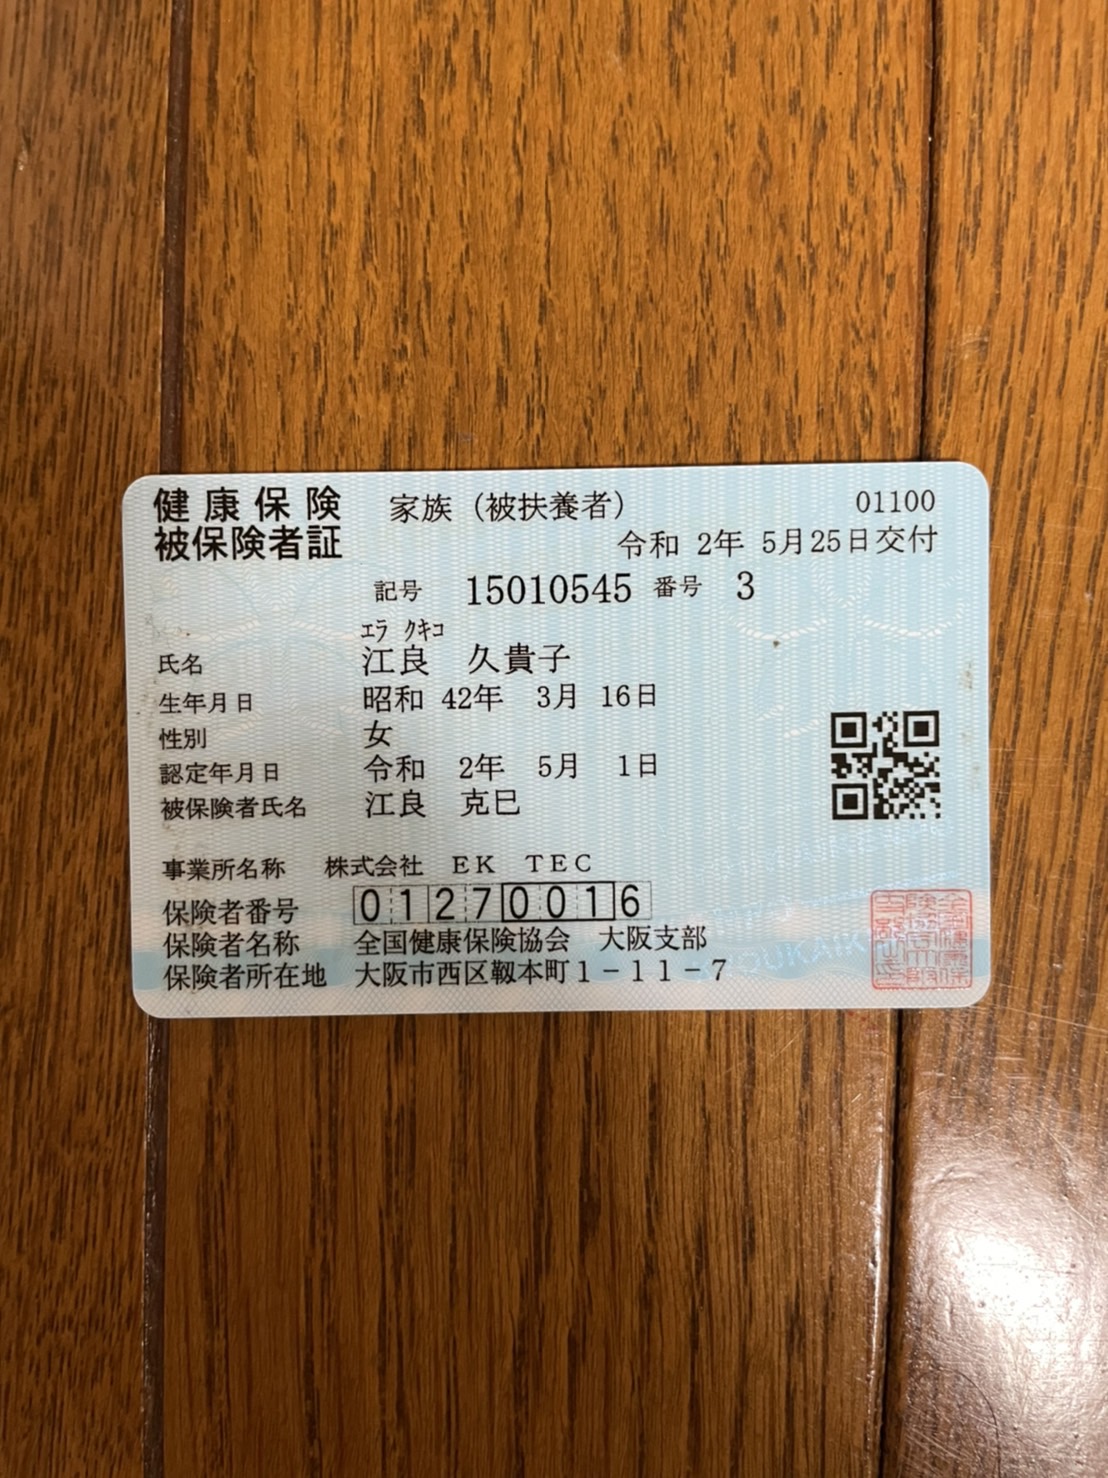 健康保険 家族（被扶養者） 01100
被保険者証 令和 2年 5月25日交付
記号 15010545 番号 3
ｴﾗ ｸｷｺ
氏名 江良 久貴子
生年月日 昭和 42年 3月 16日
性別 女
認定年月日 令和 2年 5月 1日
被保険者氏名 江良 克巳
事業所名称 株式会社 EK TEC
保険者番号 01270016
保険者名称 全国健康保険協会 大阪支部
保険者所在地 大阪市西区靱本町１－１１－７